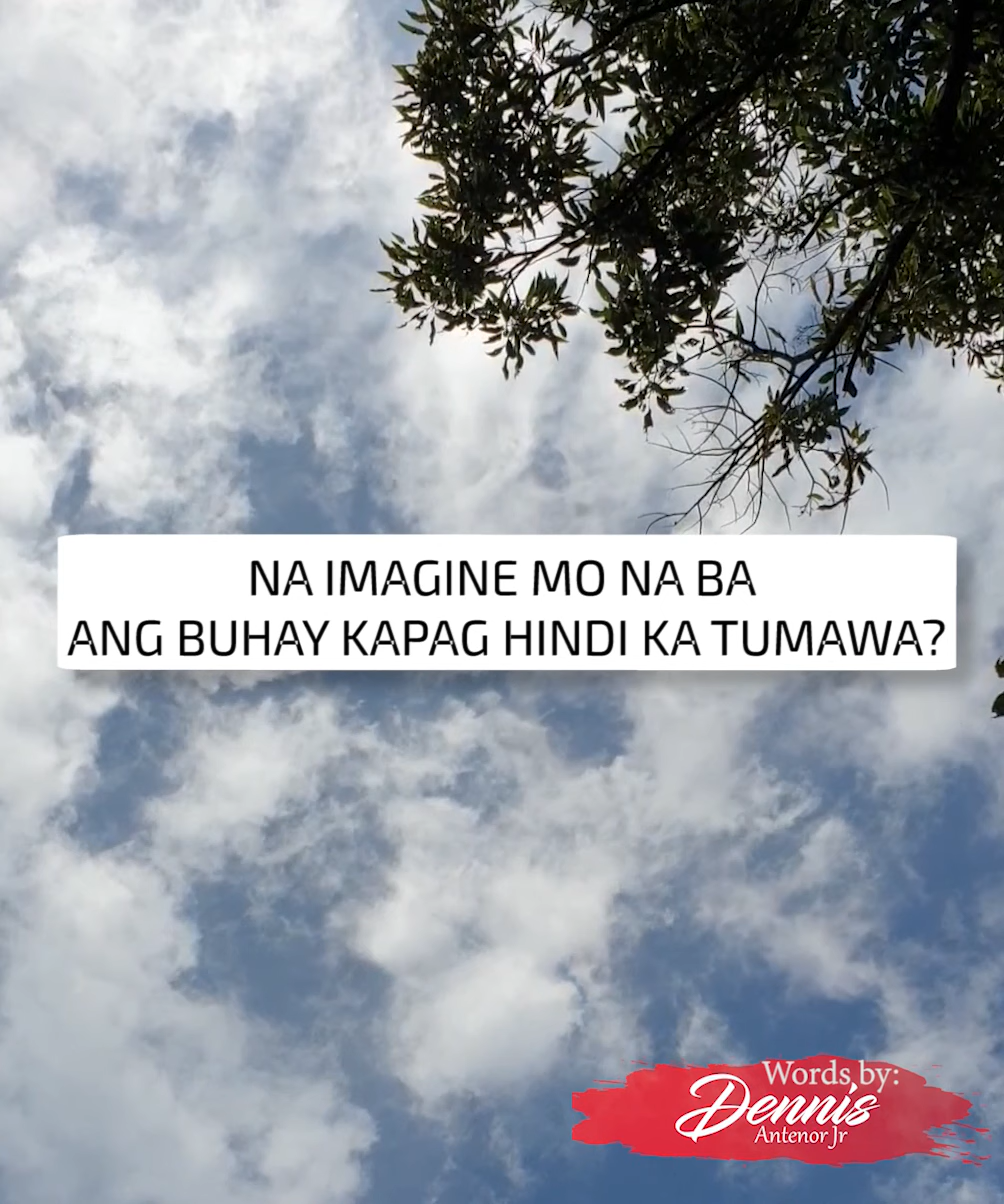 NA IMAGINE MO NA BA
ANG BUHAY KAPAG HINDI KA TUMAWA?
Words by:
Dennis
Antenor Jr